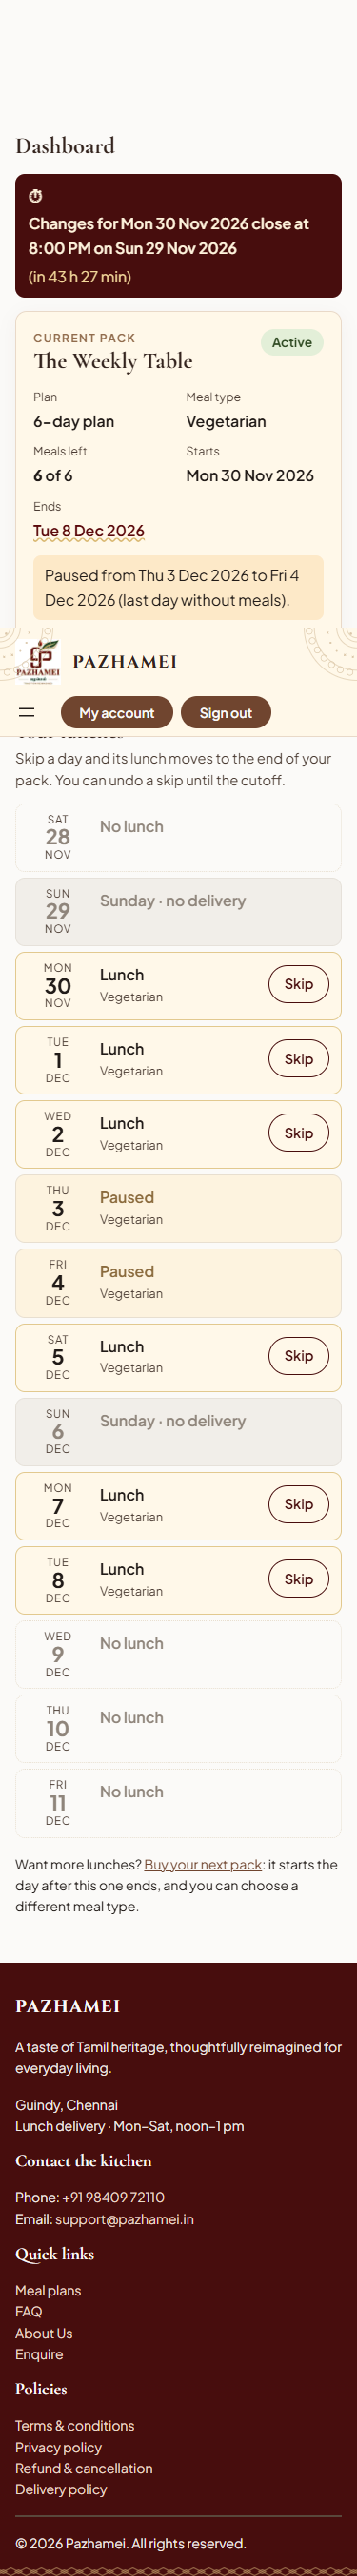 Dashboard
Changes for Mon 30 Nov 2026 close at
8:00 PM on Sun 29 Nov 2026
(in 43 h 27 min)
CURRENT PACK
Active
The Weekly Table
Plan
Meal type
6-day plan
Vegetarian
Meals left
Starts
6 of 6
Mon 30 Nov 2026
Ends
Tue 8 Dec 2026
Paused from Thu 3 Dec 2026 to Fri 4
Dec 2026 (last day without meals).
PAZHAMEI
PAZHAMEI
My account
Sign out
Skip a day and its lunch moves to the end of your
pack. You can undo a skip until the cutoff.
SAT
28
NOV
No lunch
SUN
29
NOV
Sunday · no delivery
MON
30
NOV
Lunch
Vegetarian
Skip
TUE
1
DEC
Lunch
Vegetarian
Skip
WED
2
DEC
Lunch
Vegetarian
Skip
THU
3
DEC
Paused
Vegetarian
FRI
4
DEC
Paused
Vegetarian
SAT
5
DEC
Lunch
Vegetarian
Skip
SUN
6
DEC
Sunday · no delivery
MON
7
DEC
Lunch
Vegetarian
Skip
TUE
8
DEC
Lunch
Vegetarian
Skip
WED
9
DEC
No lunch
THU
10
DEC
No lunch
FRI
11
DEC
No lunch
Want more lunches? Buy your next pack: it starts the
day after this one ends, and you can choose a
different meal type.
PAZHAMEI
A taste of Tamil heritage, thoughtfully reimagined for
everyday living.
Guindy, Chennai
Lunch delivery · Mon–Sat, noon–1 pm
Contact the kitchen
Phone: +91 98409 72110
Email: support@pazhamei.in
Quick links
Meal plans
FAQ
About Us
Enquire
Policies
Terms & conditions
Privacy policy
Refund & cancellation
Delivery policy
© 2026 Pazhamei. All rights reserved.